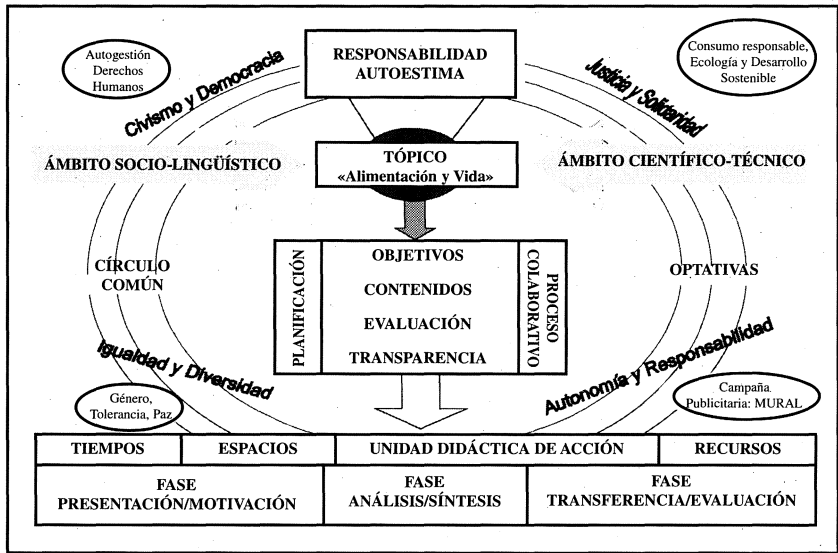 Autogestión
Derechos
Humanos
Civismo y Democracia
RESPONSABILIDAD
AUTOESTIMA
Justicia y Solidaridad
Consumo responsable,
Ecología y Desarrollo
Sostenible
ÁMBITO SOCIO-LINGÜÍSTICO
TÓPICO
«Alimentación y Vida»
ÁMBITO CIENTÍFICO-TÉCNICO
CÍRCULO
COMÚN
PLANIFICACIÓN
OBJETIVOS
CONTENIDOS
EVALUACIÓN
TRANSPARENCIA
PROCESO
COLABORATIVO
OPTATIVAS
Igualdad y Diversidad
Autonomía y Responsabilidad
Género,
Tolerancia, Paz
Campaña
Publicitaria: MURAL
TIEMPOS ESPACIOS UNIDAD DIDÁCTICA DE ACCIÓN RECURSOS
FASE
PRESENTACIÓN/MOTIVACIÓN
FASE
ANÁLISIS/SÍNTESIS
FASE
TRANSFERENCIA/EVALUACIÓN